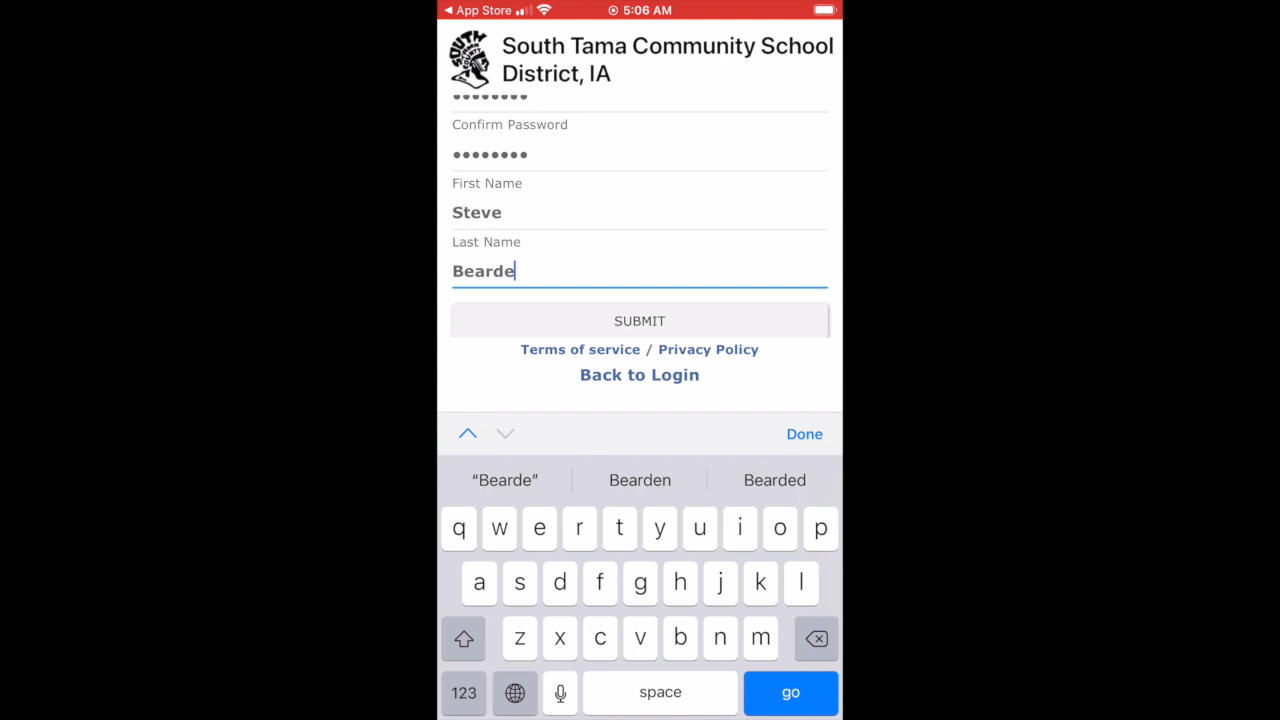 App Store 5:06 AM
South Tama Community School
District, IA
••••••••
Confirm Password
••••••••
First Name
Steve
Last Name
Bearde
SUBMIT
Terms of service / Privacy Policy
Back to Login
Done
“Bearde” Bearden Bearded
q w e r t y u i o p
a s d f g h j k l
z x c v b n m
123 space go